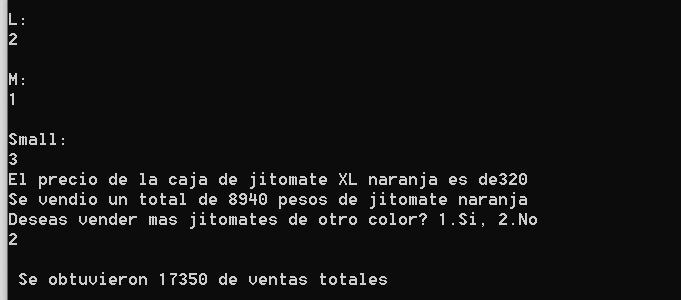 L:
2
M:
1
Small:
3
El precio de la caja de jitomate XL naranja es de320
Se vendio un total de 8940 pesos de jitomate naranja
Deseas vender mas jitomates de otro color? 1.Si, 2.No
2
Se obtuvieron 17350 de ventas totales